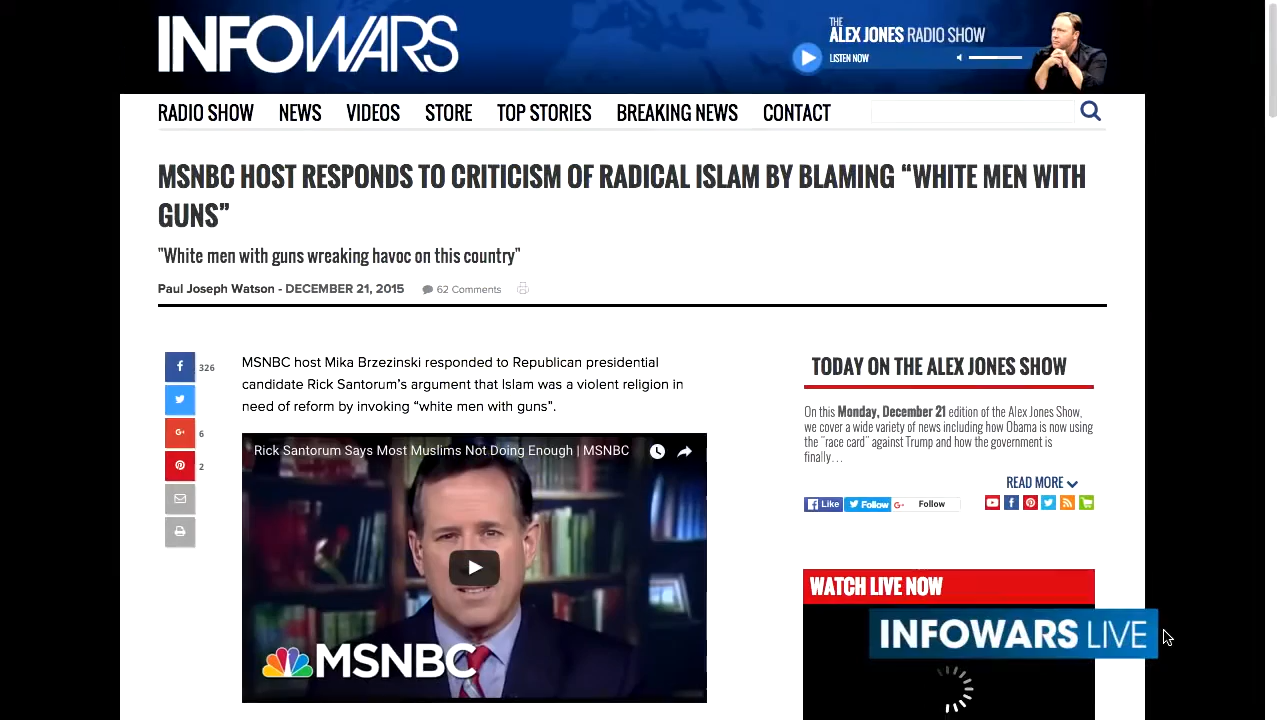 INFOWARS
THE
ALEX JONES RADIO SHOW
LISTEN NOW
RADIO SHOW NEWS VIDEOS STORE TOP STORIES BREAKING NEWS CONTACT
MSNBC HOST RESPONDS TO CRITICISM OF RADICAL ISLAM BY BLAMING “WHITE MEN WITH
GUNS”
"White men with guns wreaking havoc on this country"
Paul Joseph Watson - DECEMBER 21, 2015 62 Comments
326
6
2
MSNBC host Mika Brzezinski responded to Republican presidential
candidate Rick Santorum’s argument that Islam was a violent religion in
need of reform by invoking “white men with guns”.
Rick Santorum Says Most Muslims Not Doing Enough | MSNBC
MSNBC
TODAY ON THE ALEX JONES SHOW
On this Monday, December 21 edition of the Alex Jones Show,
we cover a wide variety of news including how Obama is now using
the "race card" against Trump and how the government is
finally…
READ MORE
Like Follow Follow
WATCH LIVE NOW
INFOWARS LIVE